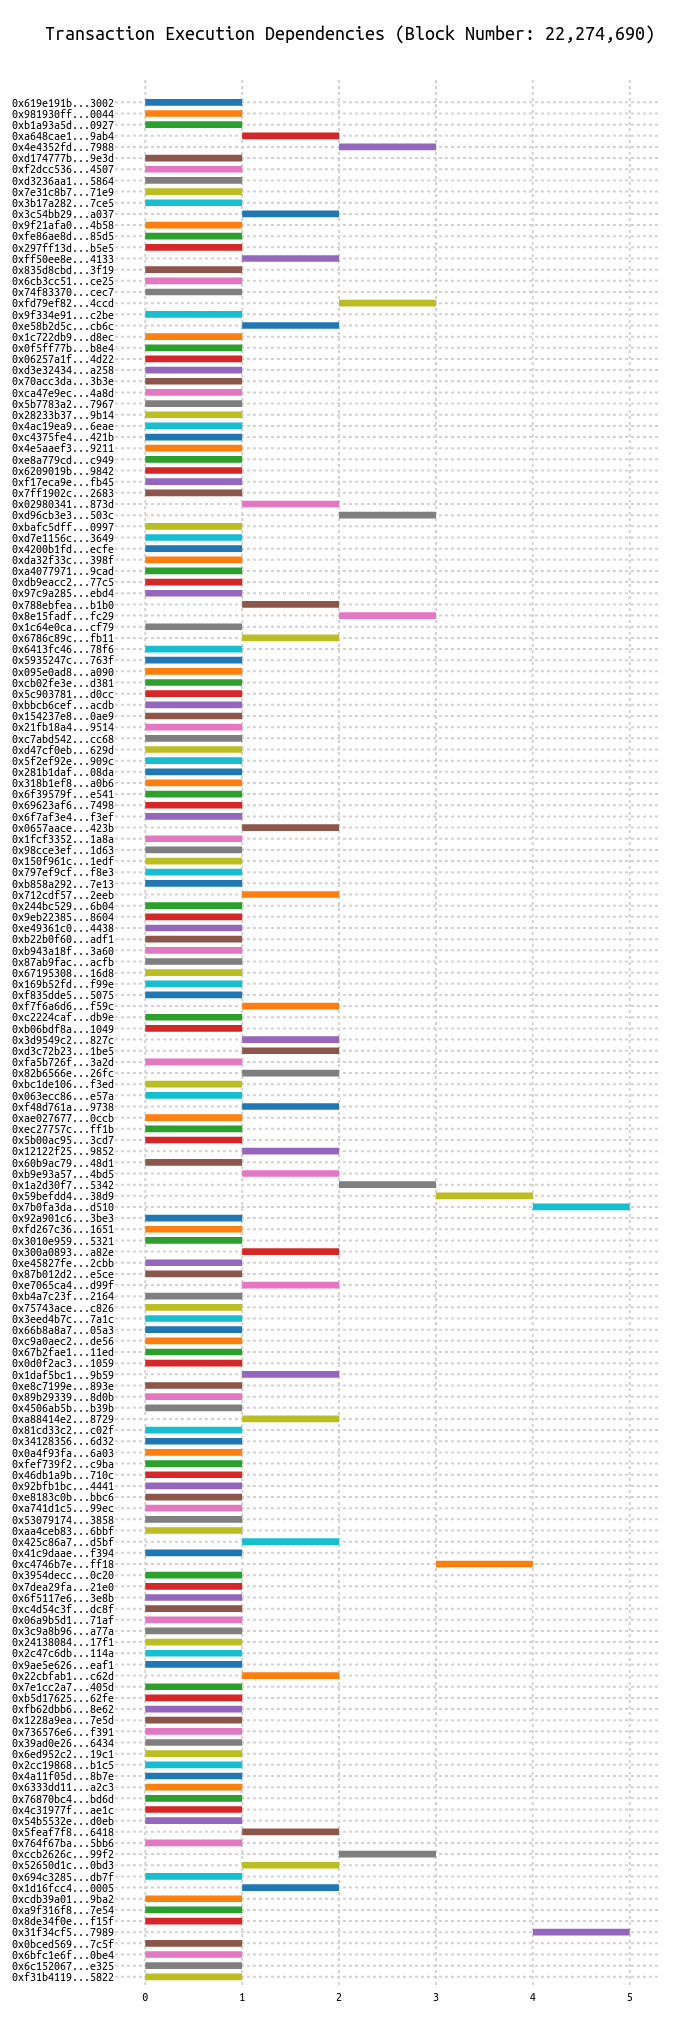 Transaction Execution Dependencies (Block Number: 22,274,690)
0x619e191b...3002
0x981930ff...0044
0xb1a93a5d...0927
0xa648cae1...9ab4
0x4e4352fd...7988
0xd174777b...9e3d
0xf2dcc536...4507
0xd3236aa1...5864
0x7e31c8b7...71e9
0x3b17a282...7ce5
0x3c54bb29...a037
0x9f21afa0...4b58
0xfe86ae8d...85d5
0x297ff13d...b5e5
0xff50ee8e...4133
0x835d8cbd...3f19
0x6cb3cc51...ce25
0x74f83370...cec7
0xfd79ef82...4ccd
0x9f334e91...c2be
0xe58b2d5c...cb6c
0x1c722db9...d8ec
0x0f5ff77b...b8e4
0x06257a1f...4d22
0xd3e32434...a258
0x70acc3da...3b3e
0xca47e9ec...4a8d
0x5b7783a2...7967
0x28233b37...9b14
0x4ac19ea9...6eae
0xc4375fe4...421b
0x4e5aaef3...9211
0xe8a779cd...c949
0x6209019b...9842
0xf17eca9e...fb45
0x7ff1902c...2683
0x02980341...873d
0xd96cb3e3...503c
0xbafc5dff...0997
0xd7e1156c...3649
0x4200b1fd...ecfe
0xda32f33c...398f
0xa4077971...9cad
0xdb9eacc2...77c5
0x97c9a285...ebd4
0x788ebfea...b1b0
0x8e15fadf...fc29
0x1c64e0ca...cf79
0x6786c89c...fb11
0x6413fc46...78f6
0x5935247c...763f
0x095e0ad8...a090
0xcb02fe3e...d381
0x5c903781...d0cc
0xbbcb6cef...acdb
0x154237e8...0ae9
0x21fb18a4...9514
0xc7abd542...cc68
0xd47cf0eb...629d
0x5f2ef92e...909c
0x281b1daf...08da
0x318b1ef8...a0b6
0x6f39579f...e541
0x69623af6...7498
0x6f7af3e4...f3ef
0x0657aace...423b
0x1fcf3352...1a8a
0x98cce3ef...1d63
0x150f961c...1edf
0x797ef9cf...f8e3
0xb858a292...7e13
0x712cdf57...2eeb
0x244bc529...6b04
0x9eb22385...8604
0xe49361c0...4438
0xb22b0f60...adf1
0xb943a18f...3a60
0x87ab9fac...acfb
0x67195308...16d8
0x169b52fd...f99e
0xf835dde5...5075
0xf7f6a6d6...f59c
0xc2224caf...db9e
0xb06bdf8a...1049
0x3d9549c2...827c
0xd3c72b23...1be5
0xfa5b726f...3a2d
0x82b6566e...26fc
0xbc1de106...f3ed
0x063ecc86...e57a
0xf48d761a...9738
0xae027677...0ccb
0xec27757c...ff1b
0x5b00ac95...3cd7
0x12122f25...9852
0x60b9ac79...48d1
0xb9e93a57...4bd5
0x1a2d30f7...5342
0x59befdd4...38d9
0x7b0fa3da...d510
0x92a901c6...3be3
0xfd267c36...1651
0x3010e959...5321
0x300a0893...a82e
0xe45827fe...2cbb
0x87b012d2...e5ce
0xe7065ca4...d99f
0xb4a7c23f...2164
0x75743ace...c826
0x3eed4b7c...7a1c
0x66b8a8a7...05a3
0xc9a0aec2...de56
0x67b2fae1...11ed
0x0d0f2ac3...1059
0x1daf5bc1...9b59
0xe8c7199e...893e
0x89b29339...8d0b
0x4506ab5b...b39b
0xa88414e2...8729
0x81cd33c2...c02f
0x34128356...6d32
0x0a4f93fa...6a03
0xfef739f2...c9ba
0x46db1a9b...710c
0x92bfb1bc...4441
0xe8183c0b...bbc6
0xa741d1c5...99ec
0x53079174...3858
0xaa4ceb83...6bbf
0x425c86a7...d5bf
0x41c9daae...f394
0xc4746b7e...ff18
0x3954decc...0c20
0x7dea29fa...21e0
0x6f5117e6...3e8b
0xc4d54c3f...dc8f
0x06a9b5d1...71af
0x3c9a8b96...a77a
0x24138084...17f1
0x2c47c6db...114a
0x9ae5e626...eaf1
0x22cbfab1...c62d
0x7e1cc2a7...405d
0xb5d17625...62fe
0xfb62dbb6...8e62
0x1228a9ea...7e5d
0x736576e6...f391
0x39ad0e26...6434
0x6ed952c2...19c1
0x2cc19868...b1c5
0x4a11f05d...8b7e
0x6333dd11...a2c3
0x76870bc4...bd6d
0x4c31977f...ae1c
0x54b5532e...d0eb
0x5feaf7f8...6418
0x764f67ba...5bb6
0xccb2626c...99f2
0x52650d1c...0bd3
0x694c3285...db7f
0x1d16fcc4...0005
0xcdb39a01...9ba2
0xa9f316f8...7e54
0x8de34f0e...f15f
0x31f34cf5...7989
0x0bced569...7c5f
0x6bfc1e6f...0be4
0x6c152067...e325
0xf31b4119...5822
0 1 2 3 4 5